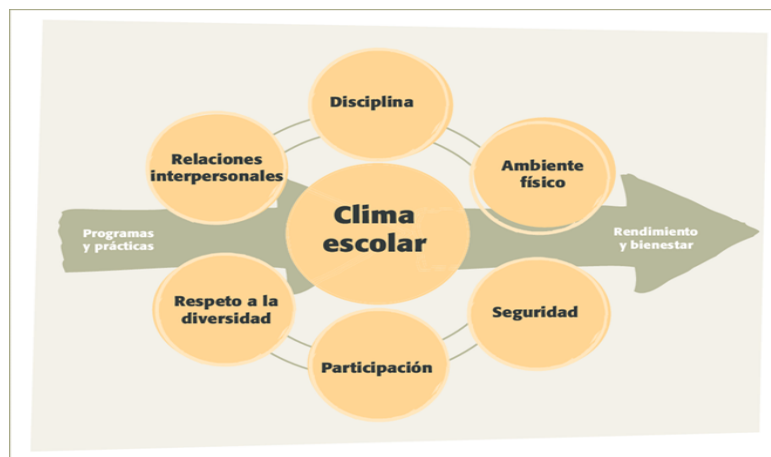 Disciplina
Relaciones
interpersonales
Ambiente
físico
Clima
escolar
Programas
y prácticas
Rendimiento
y bienestar
Respeto a la
diversidad
Seguridad
Participación